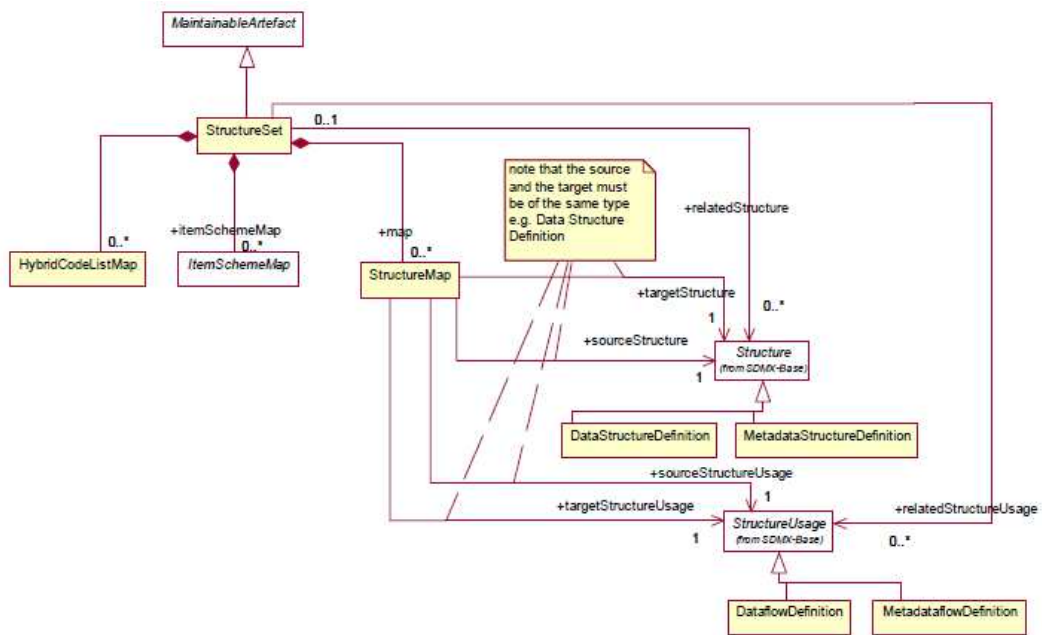 MaintainableArtefact
StructureSet
0..1
note that the source
and the target must
be of the same type
e.g. Data Structure
Definition
+relatedStructure
+itemSchemeMap
0..*
0..*
+map
0..*
HybridCodeListMap
ItemSchemeMap
StructureMap
+targetStructure
1
0..*
+sourceStructure
1
Structure
(from SDMX-Base)
DataStructureDefinition
MetadataStructureDefinition
+sourceStructureUsage
1
+targetStructureUsage
1
StructureUsage
(from SDMX-Base)
+relatedStructureUsage
0..*
DataflowDefinition
MetadataflowDefinition